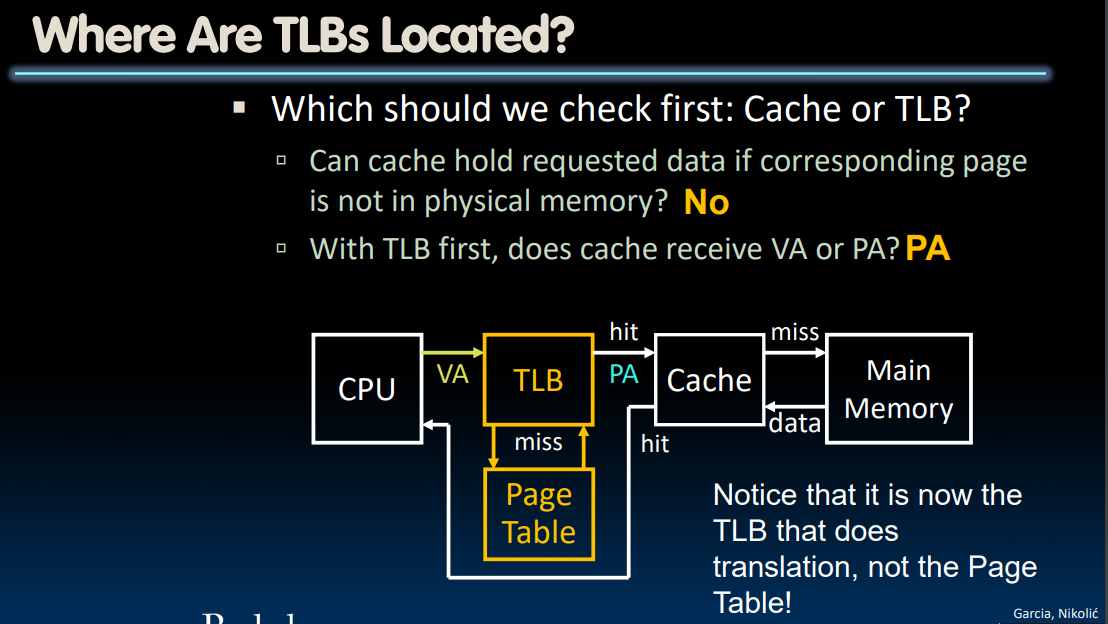 Where Are TLBs Located?
▪ Which should we check first: Cache or TLB?
▫ Can cache hold requested data if corresponding page
is not in physical memory? No
▫ With TLB first, does cache receive VA or PA? PA
hit
miss
CPU
VA
TLB
PA
Cache
Main
Memory
miss
hit
data
Page
Table
Notice that it is now the
TLB that does
translation, not the Page
Table!
Garcia, Nikolić